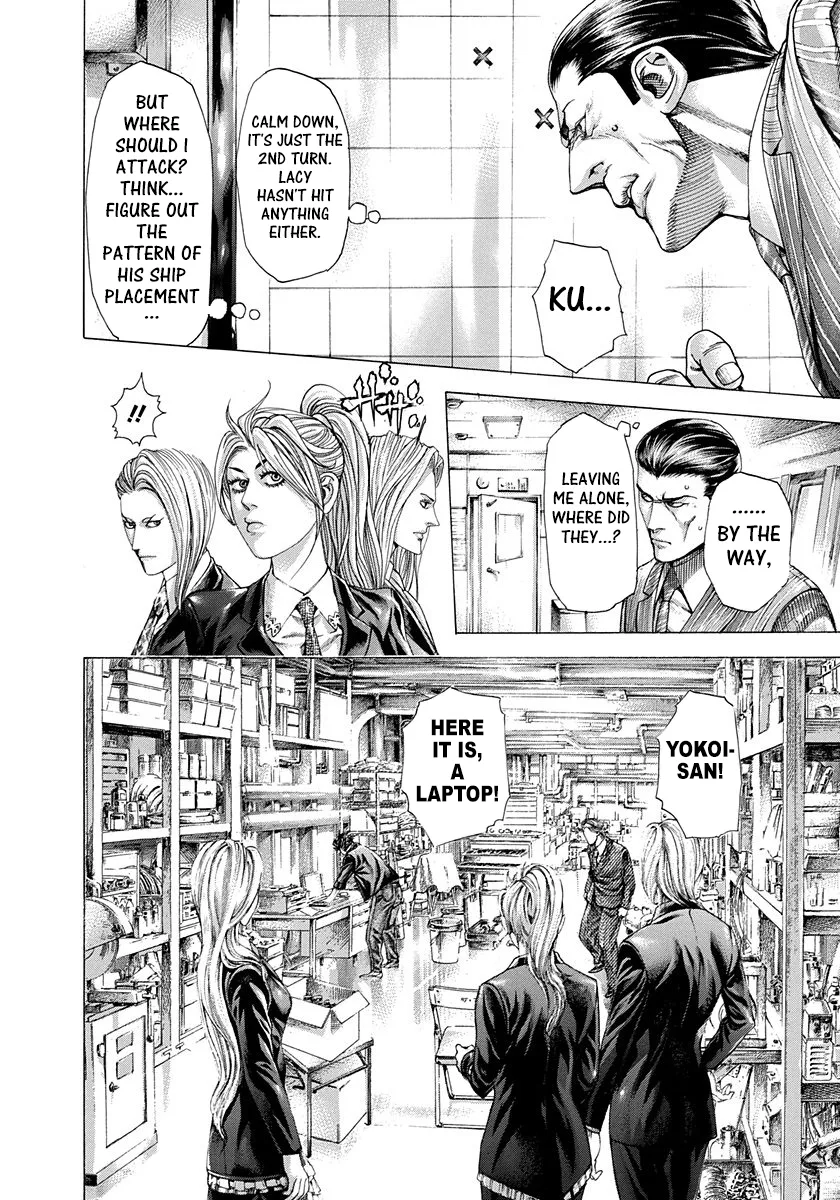 KU...
CALM DOWN,
IT'S JUST THE
2ND TURN.
LACY
HASN'T HIT
ANYTHING
EITHER.
BUT
WHERE
SHOULD I
ATTACK?
THINK...
FIGURE OUT
THE
PATTERN OF
HIS SHIP
PLACEMENT
...
......
BY THE
WAY,
LEAVING
ME ALONE,
WHERE DID
THEY...?
!!
YOKOI-
SAN!
HERE
IT IS,
A
LAPTOP!